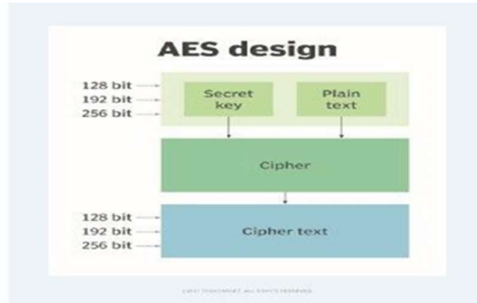 AES design
128 bit
192 bit
256 bit
Secret
key
Plain
text
Cipher
128 bit
192 bit
256 bit
Cipher text